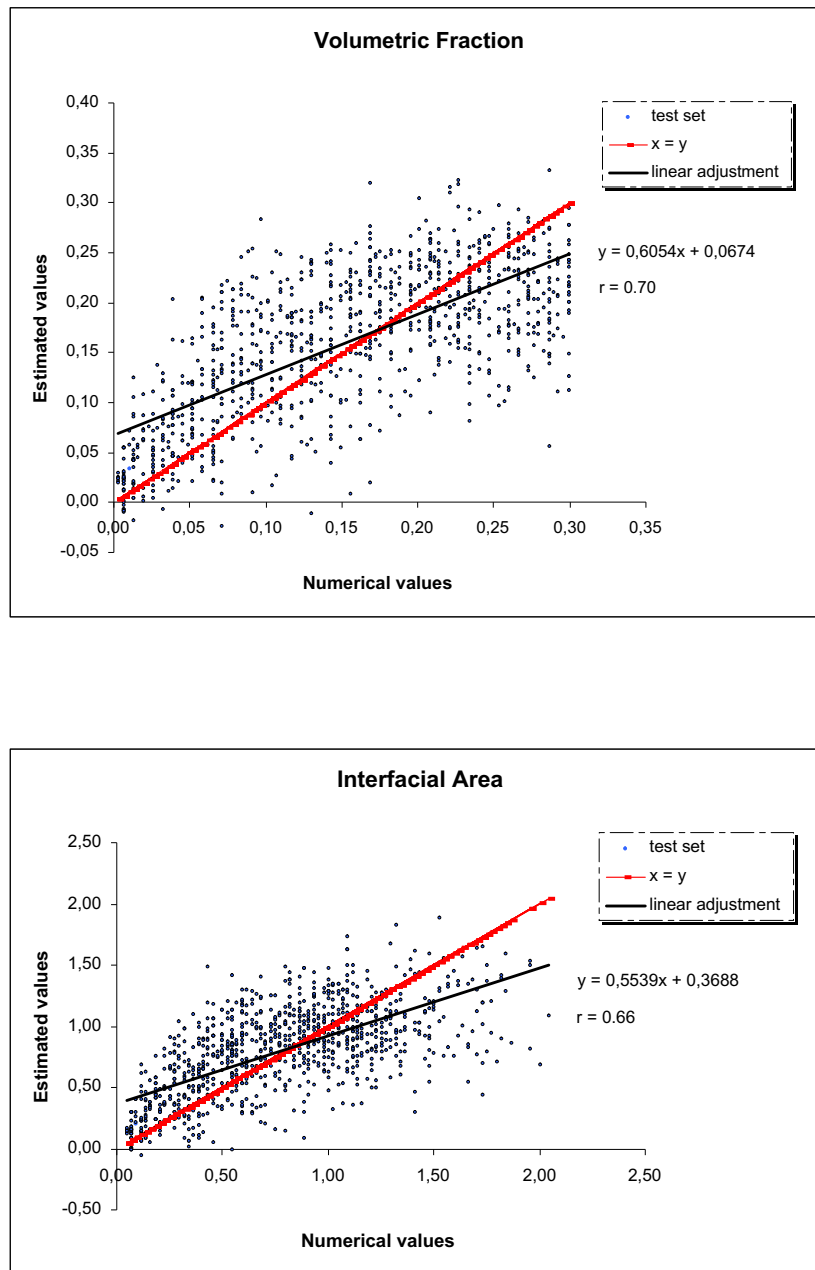 Volumetric Fraction
0,40
0,30
0,20
0,15
0,10
0,05
0,00
-0,05
Estimated values
0,00 0,05 0,10 0,15 0,20 0,25 0,30 0,35
Numerical values
test set
x = y
linear adjustment
y = 0,6054x + 0,0674
r = 0.70
Interfacial Area
2,50
2,00
1,50
1,00
0,50
0,00
-0,50
Estimated values
0,00 0,50 1,00 1,50 2,00 2,50
Numerical values
test set
x = y
linear adjustment
y = 0,5539x + 0,3688
r = 0.66